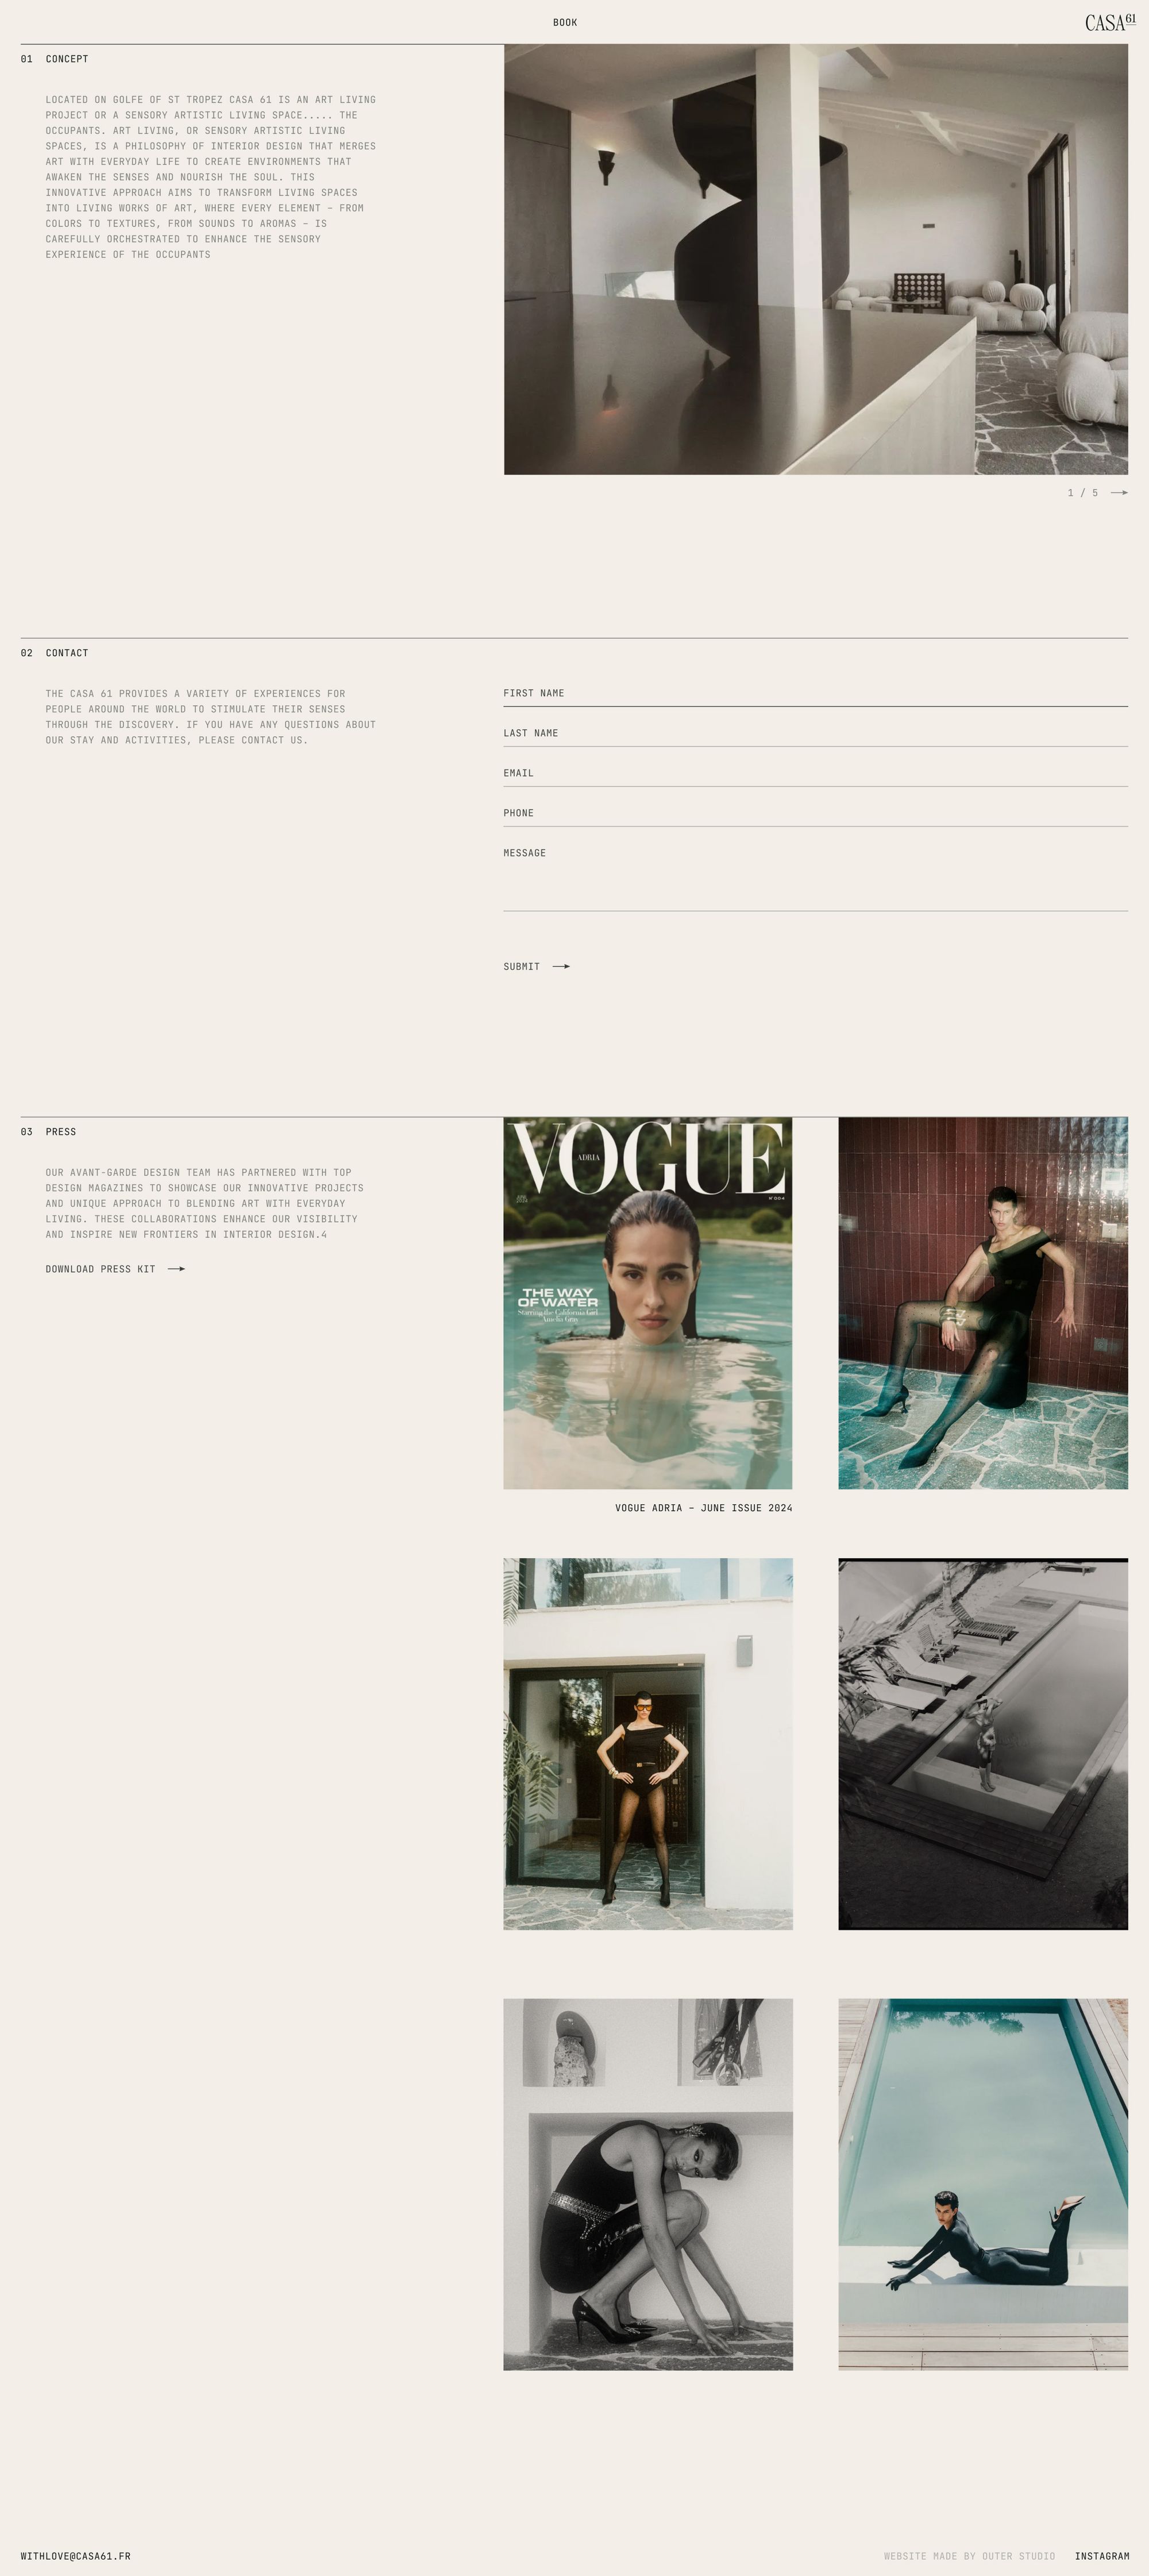 BOOK
CASA61
01 CONCEPT
LOCATED ON GOLFE OF ST TROPEZ CASA 61 IS AN ART LIVING
PROJECT OR A SENSORY ARTISTIC LIVING SPACE..... THE
OCCUPANTS. ART LIVING, OR SENSORY ARTISTIC LIVING
SPACES, IS A PHILOSOPHY OF INTERIOR DESIGN THAT MERGES
ART WITH EVERYDAY LIFE TO CREATE ENVIRONMENTS THAT
AWAKEN THE SENSES AND NOURISH THE SOUL. THIS
INNOVATIVE APPROACH AIMS TO TRANSFORM LIVING SPACES
INTO LIVING WORKS OF ART, WHERE EVERY ELEMENT – FROM
COLORS TO TEXTURES, FROM SOUNDS TO AROMAS – IS
CAREFULLY ORCHESTRATED TO ENHANCE THE SENSORY
EXPERIENCE OF THE OCCUPANTS
1 / 5
02 CONTACT
THE CASA 61 PROVIDES A VARIETY OF EXPERIENCES FOR
PEOPLE AROUND THE WORLD TO STIMULATE THEIR SENSES
THROUGH THE DISCOVERY. IF YOU HAVE ANY QUESTIONS ABOUT
OUR STAY AND ACTIVITIES, PLEASE CONTACT US.
FIRST NAME
LAST NAME
EMAIL
PHONE
MESSAGE
SUBMIT
03 PRESS
OUR AVANT-GARDE DESIGN TEAM HAS PARTNERED WITH TOP
DESIGN MAGAZINES TO SHOWCASE OUR INNOVATIVE PROJECTS
AND UNIQUE APPROACH TO BLENDING ART WITH EVERYDAY
LIVING. THESE COLLABORATIONS ENHANCE OUR VISIBILITY
AND INSPIRE NEW FRONTIERS IN INTERIOR DESIGN.4
DOWNLOAD PRESS KIT
VOGUE
ADRIA
N°004
THE WAY
OF WATER
Starring the California Girl
Amelia Gray
VOGUE ADRIA – JUNE ISSUE 2024
WITHLOVE@CASA61.FR
WEBSITE MADE BY OUTER STUDIO
INSTAGRAM